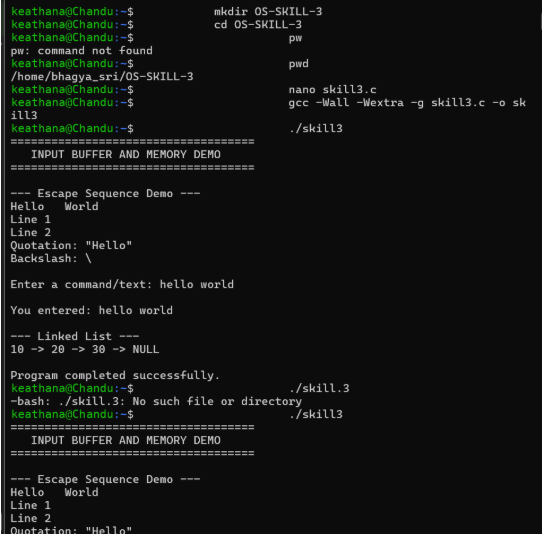 keathana@Chandu:~$ mkdir OS-SKILL-3
keathana@Chandu:~$ cd OS-SKILL-3
keathana@Chandu:~$ pw
pw: command not found
keathana@Chandu:~$ pwd
/home/bhagya_sri/OS-SKILL-3
keathana@Chandu:~$ nano skill3.c
keathana@Chandu:~$ gcc -Wall -Wextra -g skill3.c -o sk
ill3
keathana@Chandu:~$ ./skill3
====================================
INPUT BUFFER AND MEMORY DEMO
====================================
--- Escape Sequence Demo ---
Hello   World
Line 1
Line 2
Quotation: "Hello"
Backslash: \
Enter a command/text: hello world
You entered: hello world
--- Linked List ---
10 -> 20 -> 30 -> NULL
Program completed successfully.
keathana@Chandu:~$ ./skill.3
-bash: ./skill.3: No such file or directory
keathana@Chandu:~$ ./skill3
====================================
INPUT BUFFER AND MEMORY DEMO
====================================
--- Escape Sequence Demo ---
Hello   World
Line 1
Line 2
Quotation: "Hello"